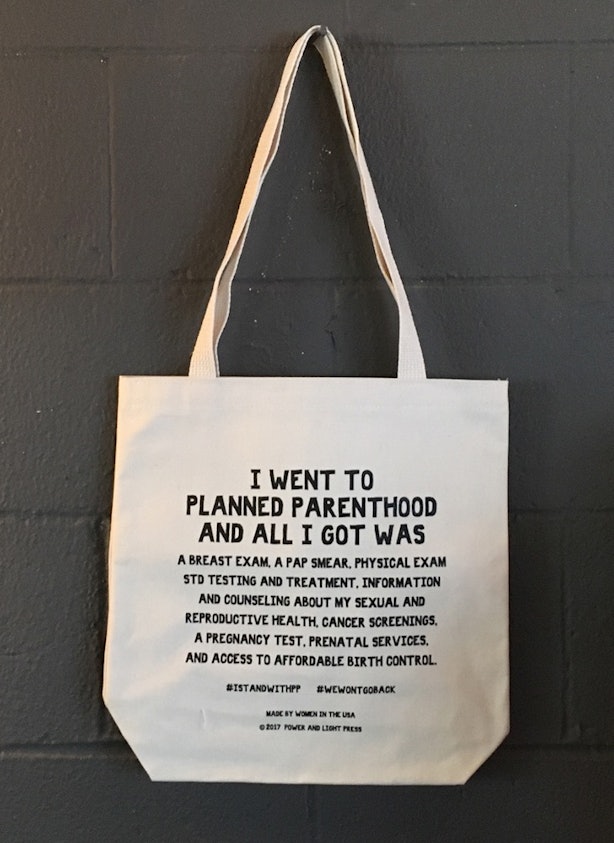 I WENT TO
PLANNED PARENTHOOD
AND ALL I GOT WAS
A BREAST EXAM, A PAP SMEAR, PHYSICAL EXAM
STD TESTING AND TREATMENT, INFORMATION
AND COUNSELING ABOUT MY SEXUAL AND
REPRODUCTIVE HEALTH, CANCER SCREENINGS,
A PREGNANCY TEST, PRENATAL SERVICES,
AND ACCESS TO AFFORDABLE BIRTH CONTROL.
#ISTANDWITHPP #WEWONTGOBACK
MADE BY WOMEN IN THE USA
© 2017 POWER AND LIGHT PRESS